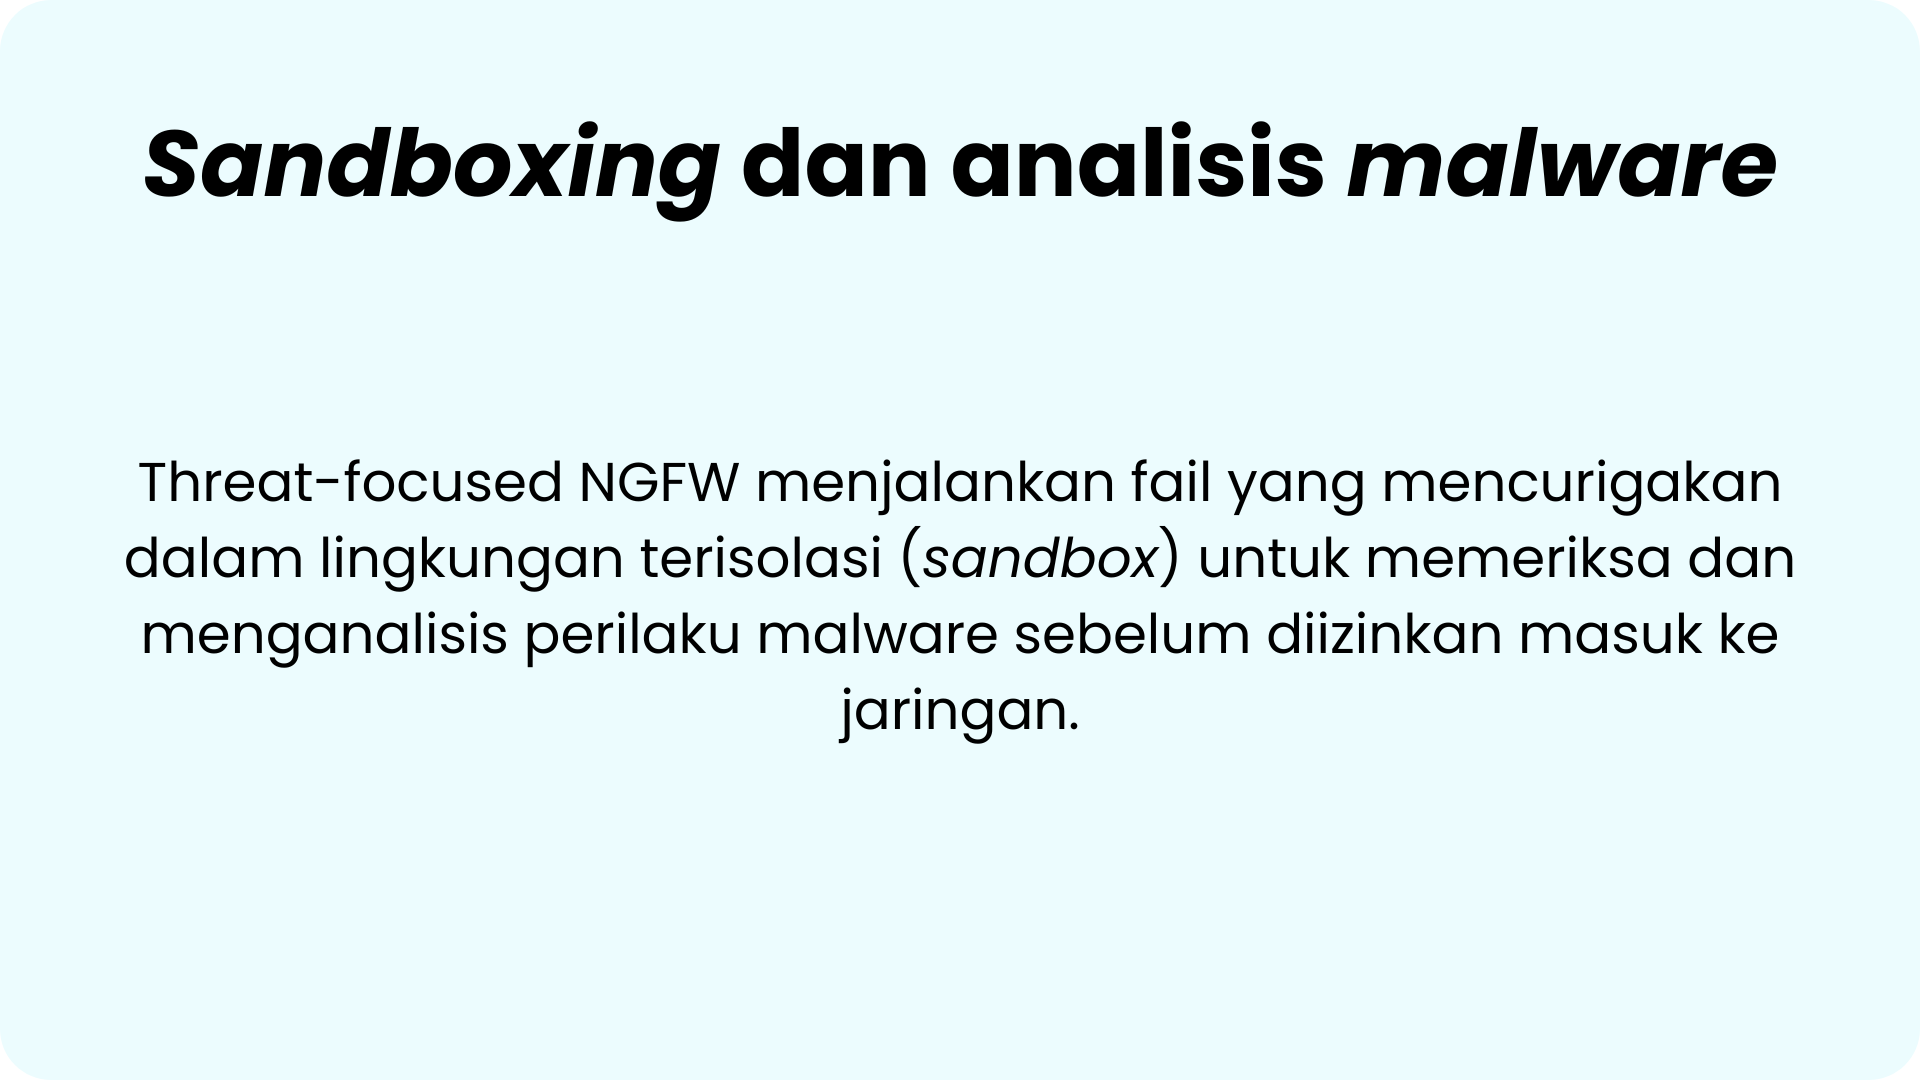 Sandboxing dan analisis malware
Threat-focused NGFW menjalankan fail yang mencurigakan
dalam lingkungan terisolasi (sandbox) untuk memeriksa dan
menganalisis perilaku malware sebelum diizinkan masuk ke
jaringan.